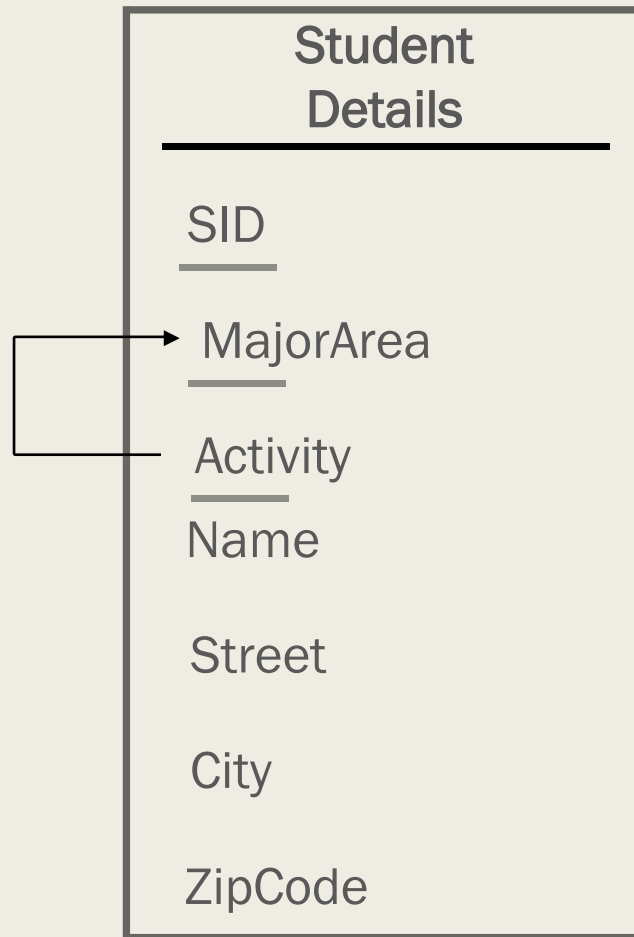 Student
Details
SID
MajorArea
Activity
Name
Street
City
ZipCode